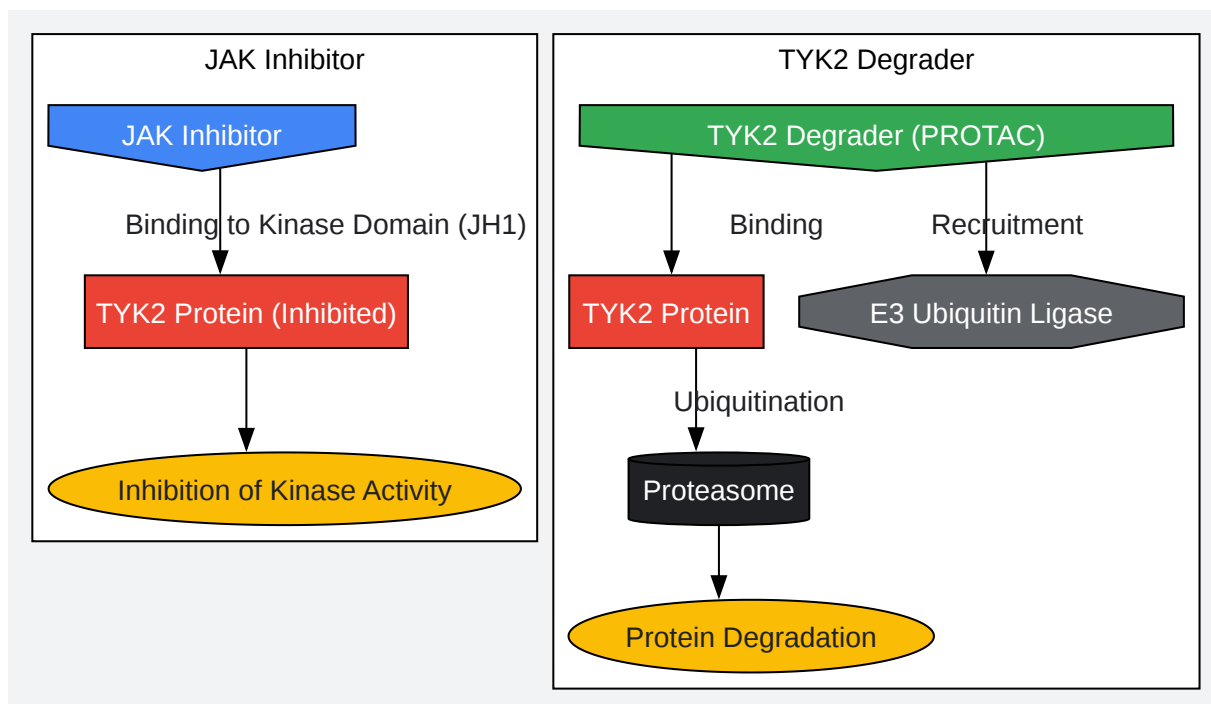 JAK Inhibitor
JAK Inhibitor
Binding to Kinase Domain (JH1)
TYK2 Protein (Inhibited)
Inhibition of Kinase Activity
TYK2 Degrader
TYK2 Degrader (PROTAC)
Binding
Recruitment
TYK2 Protein
E3 Ubiquitin Ligase
Ubiquitination
Proteasome
Protein Degradation